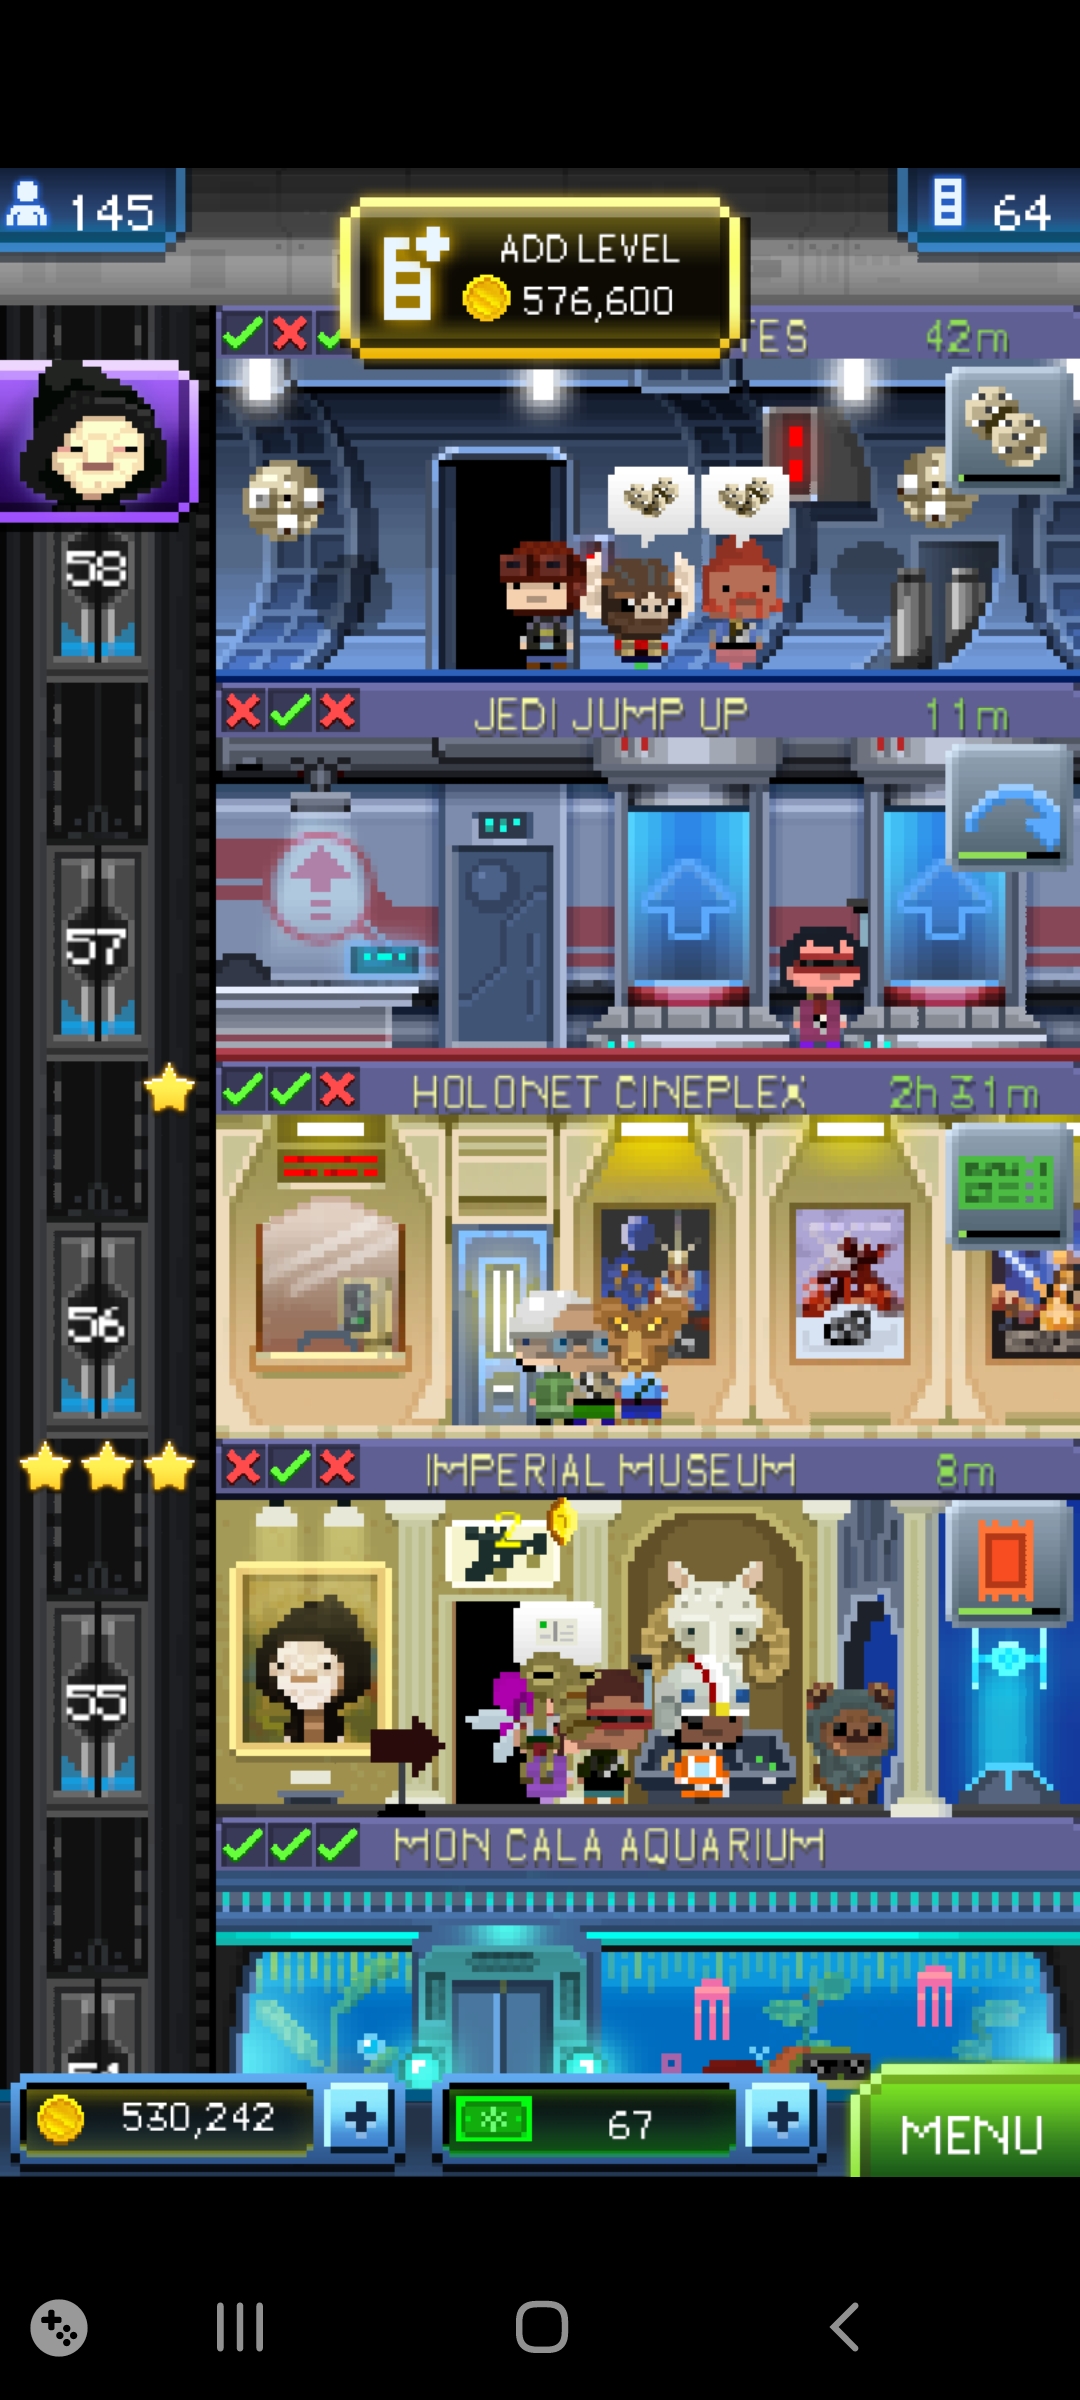 145
64
ADD LEVEL
576,600
42m
58
JEDI JUMP UP
11m
57
HOLONET CINEPLEX
2h 31m
56
IMPERIAL MUSEUM
8m
2
55
MON CALA AQUARIUM
530,242
67
MENU